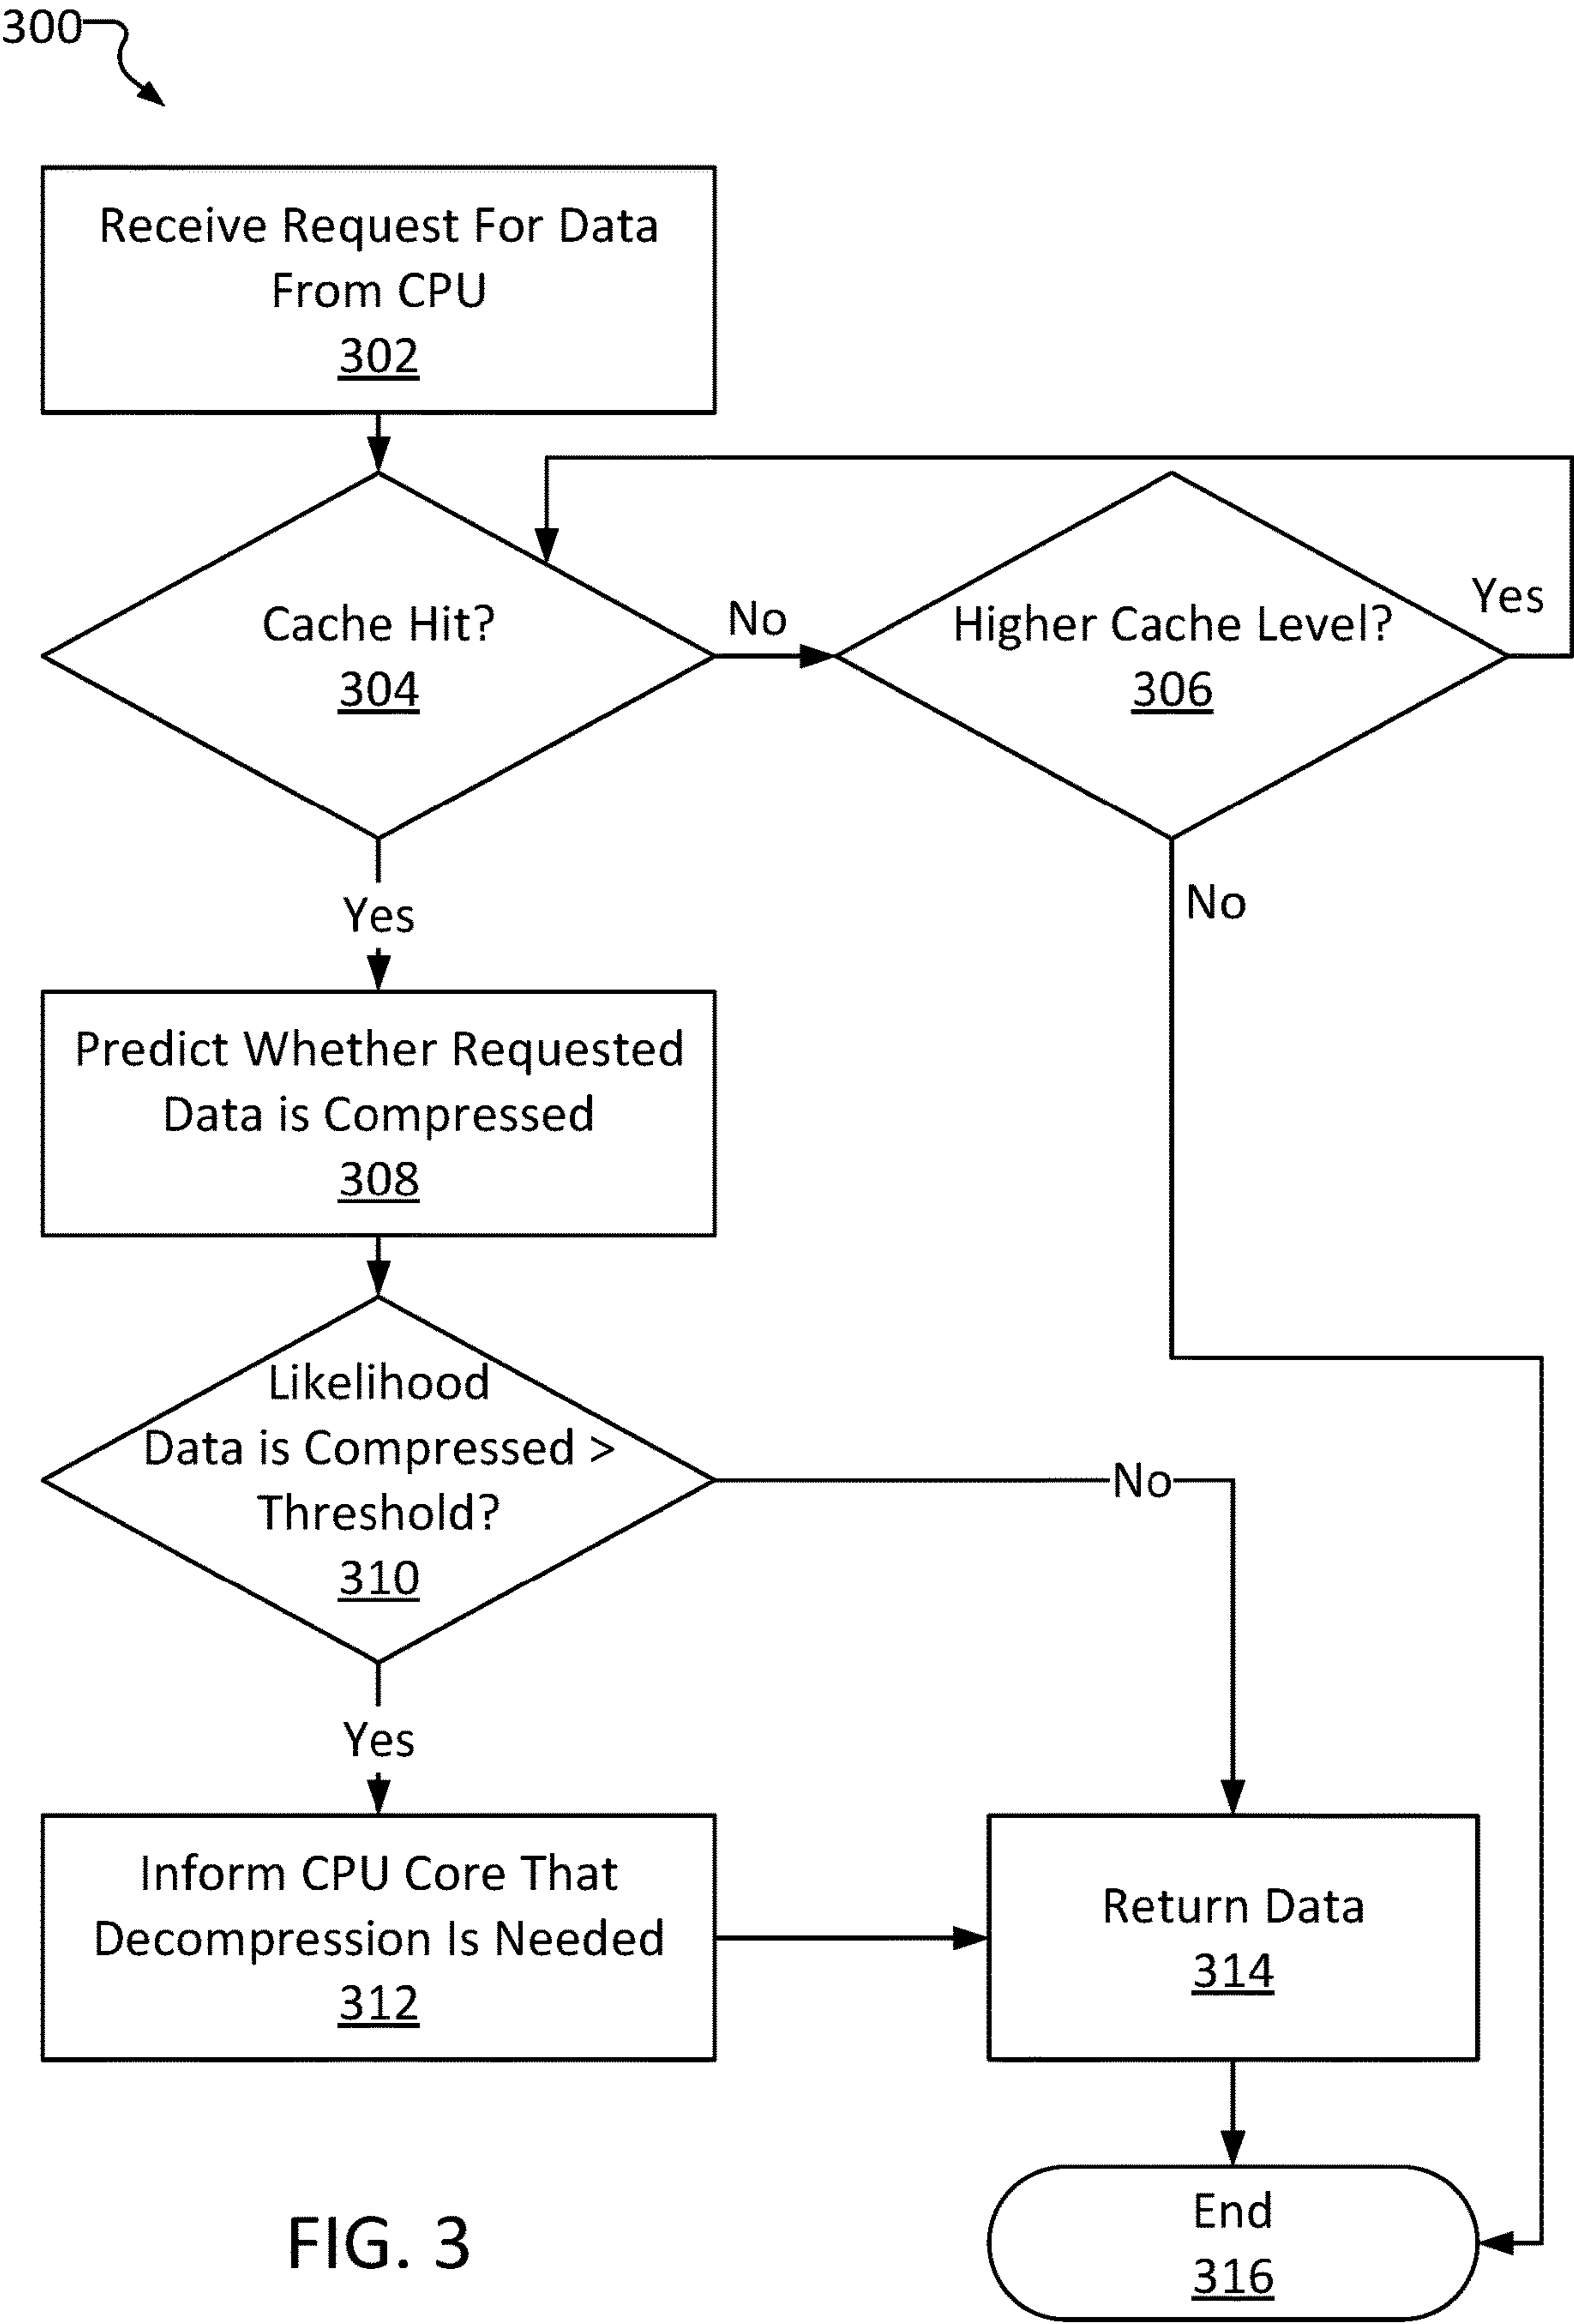 300
Receive Request For Data
From CPU
302
Cache Hit?
304
No
Higher Cache Level?
306
Yes
Yes
No
Predict Whether Requested
Data is Compressed
308
Likelihood
Data is Compressed >
Threshold?
310
No
Yes
Inform CPU Core That
Decompression Is Needed
312
Return Data
314
End
316
FIG. 3